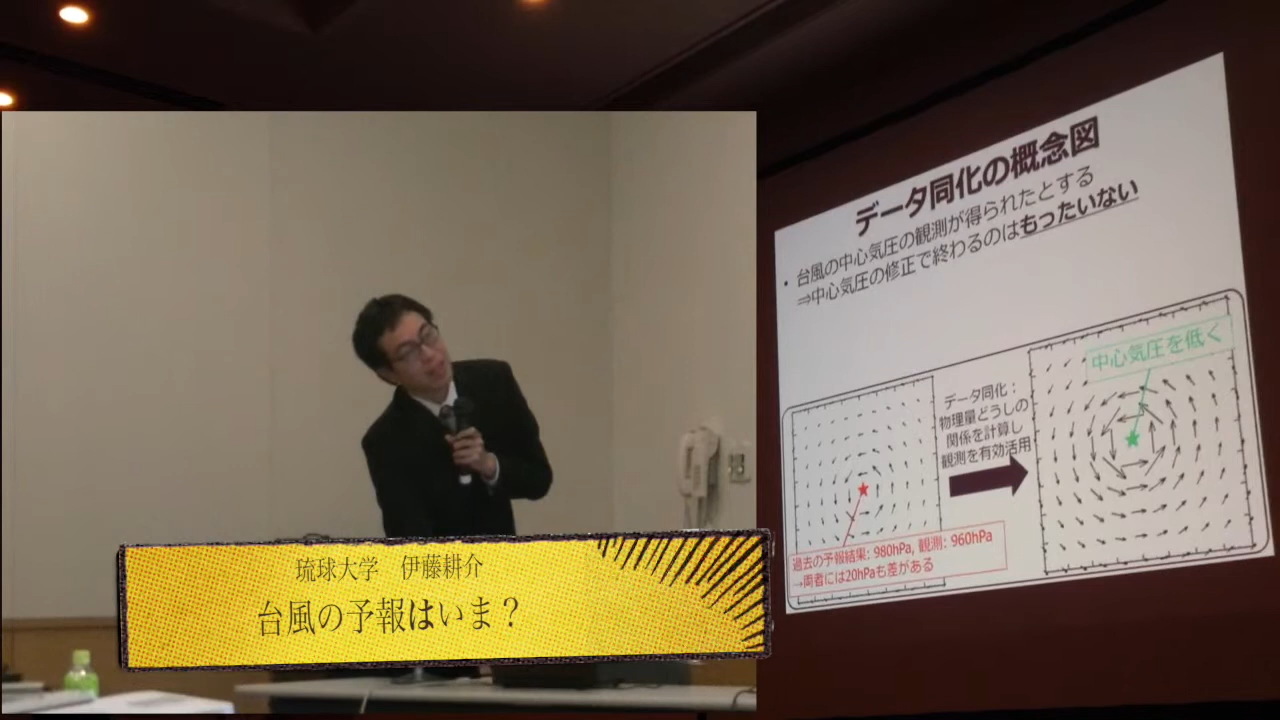 データ同化の概念図
・台風の中心気圧の観測が得られたとする
⇒中心気圧の修正で終わるのはもったいない
中心気圧を低く
データ同化：
物理量どうしの
関係を計算し
観測を有効活用
過去の予報結果: 980hPa, 観測: 960hPa
→両者には20hPaも差がある
琉球大学　伊藤耕介
台風の予報はいま？